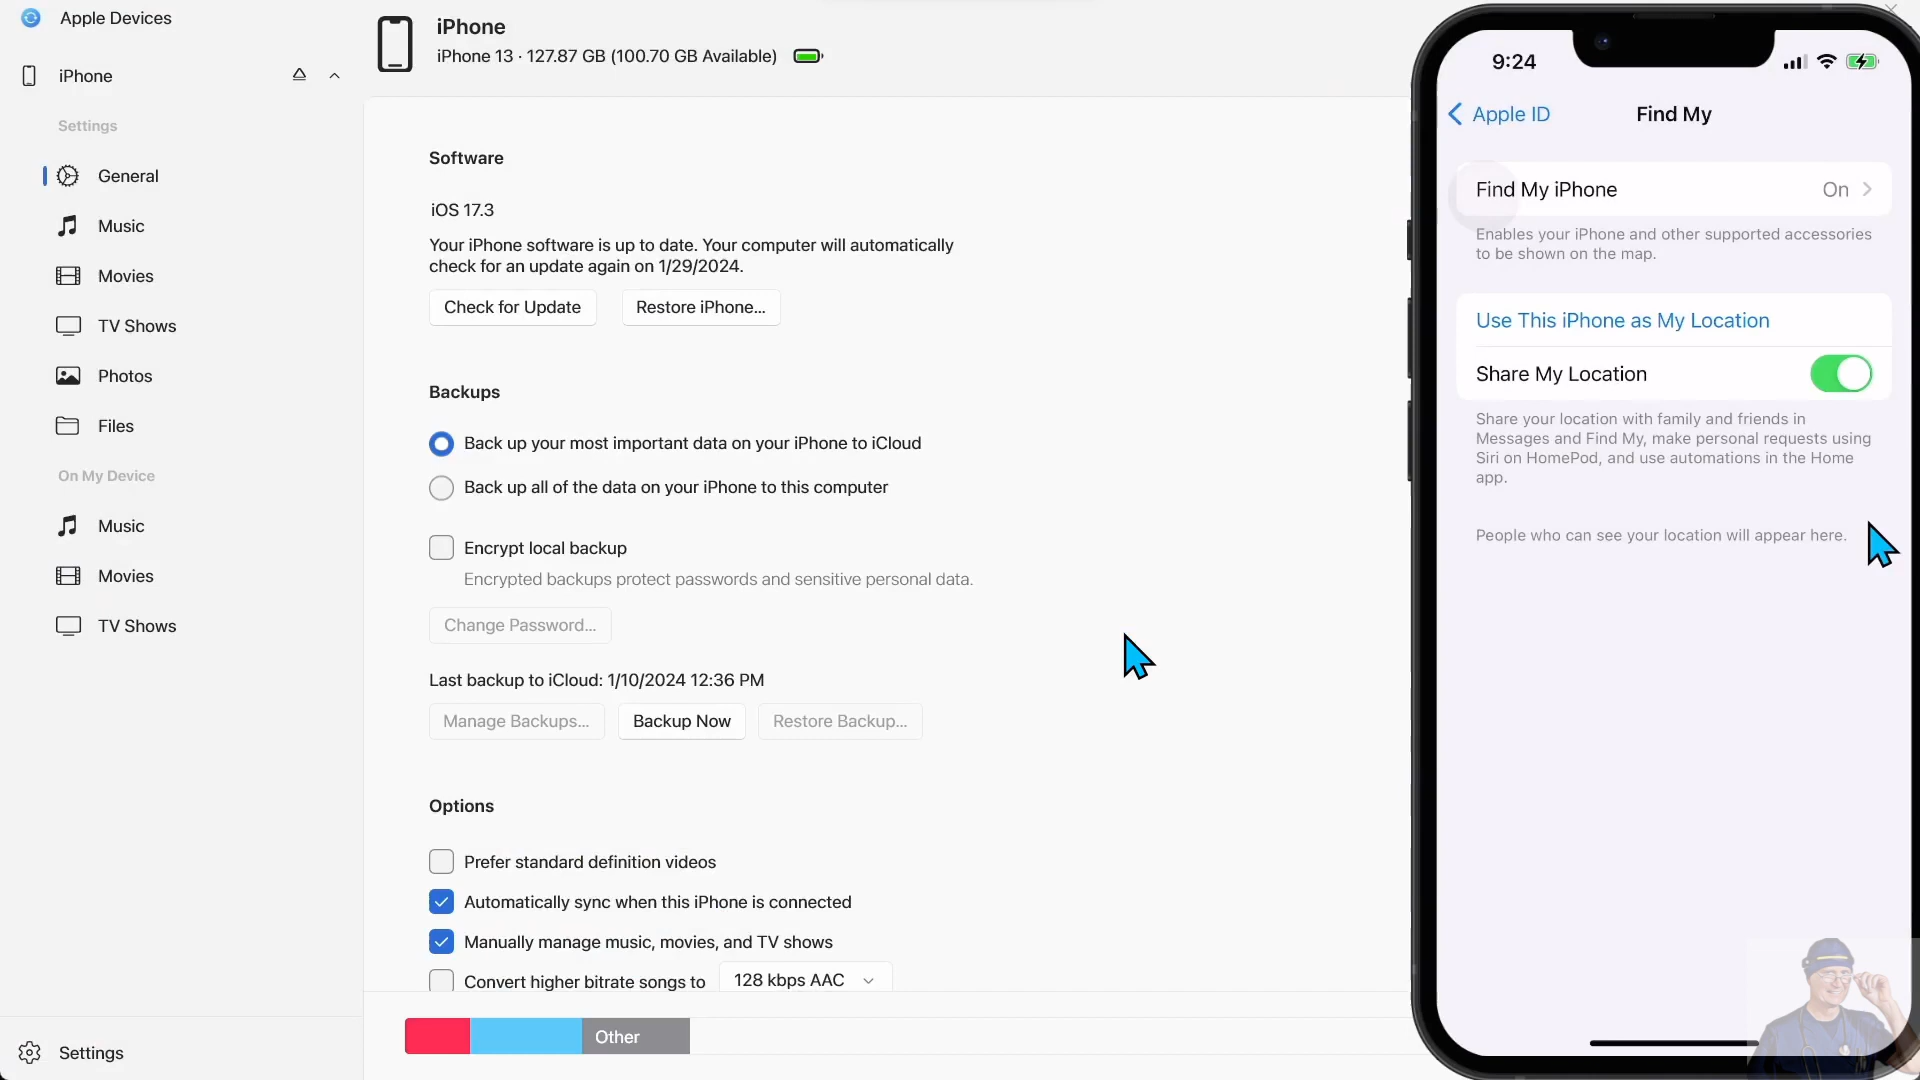 Apple Devices
iPhone
Settings
General
Music
Movies
TV Shows
Photos
Files
On My Device
Music
Movies
TV Shows
Settings
iPhone
iPhone 13 · 127.87 GB (100.70 GB Available)
Software
iOS 17.3
Your iPhone software is up to date. Your computer will automatically
check for an update again on 1/29/2024.
Check for Update
Restore iPhone...
Backups
Back up your most important data on your iPhone to iCloud
Back up all of the data on your iPhone to this computer
Encrypt local backup
Encrypted backups protect passwords and sensitive personal data.
Change Password...
Last backup to iCloud: 1/10/2024 12:36 PM
Manage Backups...
Backup Now
Restore Backup...
Options
Prefer standard definition videos
Automatically sync when this iPhone is connected
Manually manage music, movies, and TV shows
Convert higher bitrate songs to
128 kbps AAC
Other
9:24
Apple ID
Find My
Find My iPhone
On
Enables your iPhone and other supported accessories
to be shown on the map.
Use This iPhone as My Location
Share My Location
Share your location with family and friends in
Messages and Find My, make personal requests using
Siri on HomePod, and use automations in the Home
app.
People who can see your location will appear here.